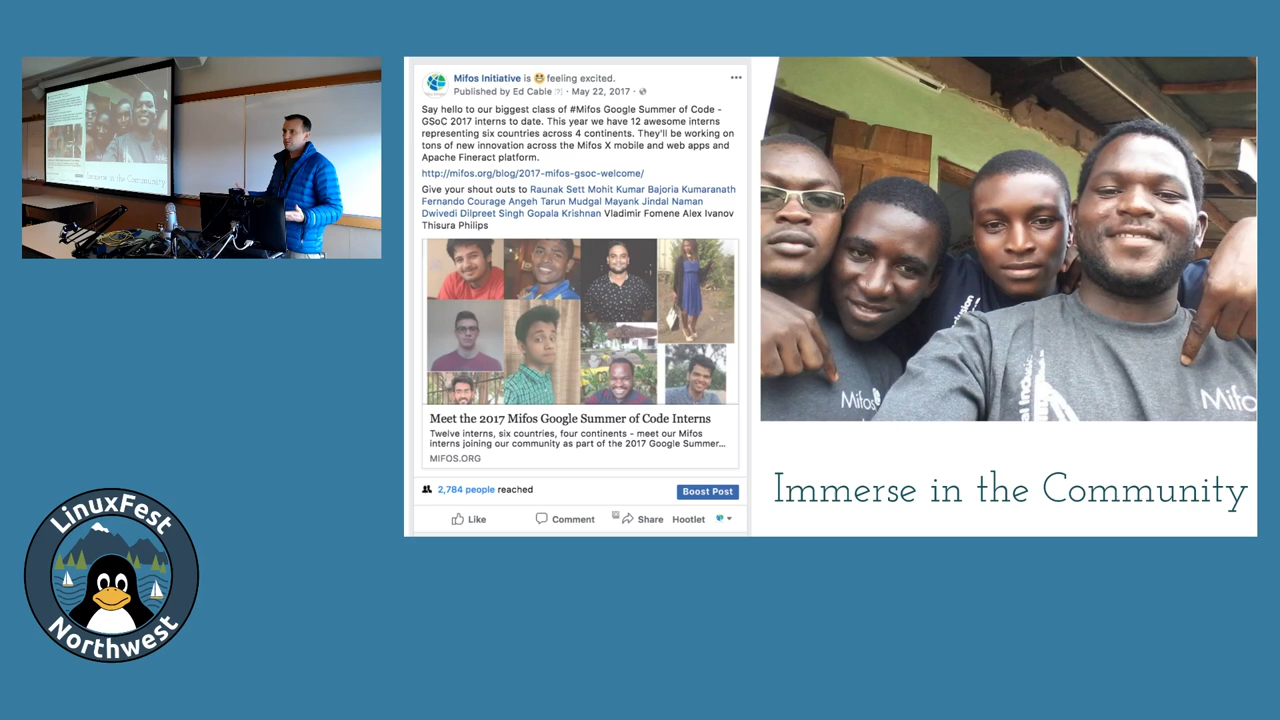 Mifos Initiative is feeling excited.
Published by Ed Cable [?] · May 22, 2017 ·
Say hello to our biggest class of #Mifos Google Summer of Code -
GSoC 2017 interns to date. This year we have 12 awesome interns
representing six countries across 4 continents. They'll be working on
tons of new innovation across the Mifos X mobile and web apps and
Apache Fineract platform.
http://mifos.org/blog/2017-mifos-gsoc-welcome/
Give your shout outs to Raunak Sett Mohit Kumar Bajoria Kumaranath
Fernando Courage Angeh Tarun Mudgal Mayank Jindal Naman
Dwivedi Dilpreet Singh Gopala Krishnan Vladimir Fomene Alex Ivanov
Thisura Philips
Meet the 2017 Mifos Google Summer of Code Interns
Twelve interns, six countries, four continents - meet our Mifos
interns joining our community as part of the 2017 Google Summer...
MIFOS.ORG
2,784 people reached
Boost Post
Like Comment Share Hootlet
Mifos
Mifo
Immerse in the Community
Immerse in the Community
LinuxFest
Northwest